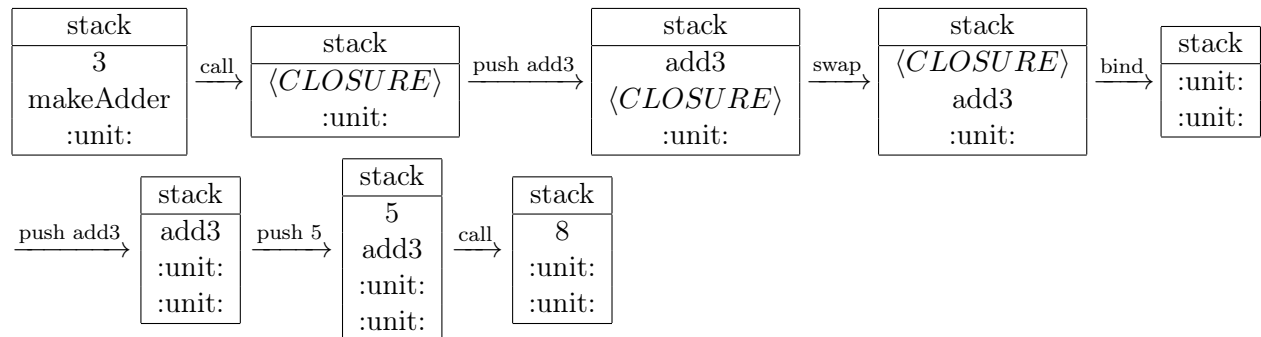 stack
3
makeAdder
:unit:
call
stack
⟨CLOSURE⟩
:unit:
push add3
stack
add3
⟨CLOSURE⟩
:unit:
swap
stack
⟨CLOSURE⟩
add3
:unit:
bind
stack
:unit:
:unit:
push add3
stack
add3
:unit:
:unit:
push 5
stack
5
add3
:unit:
:unit:
call
stack
8
:unit:
:unit: